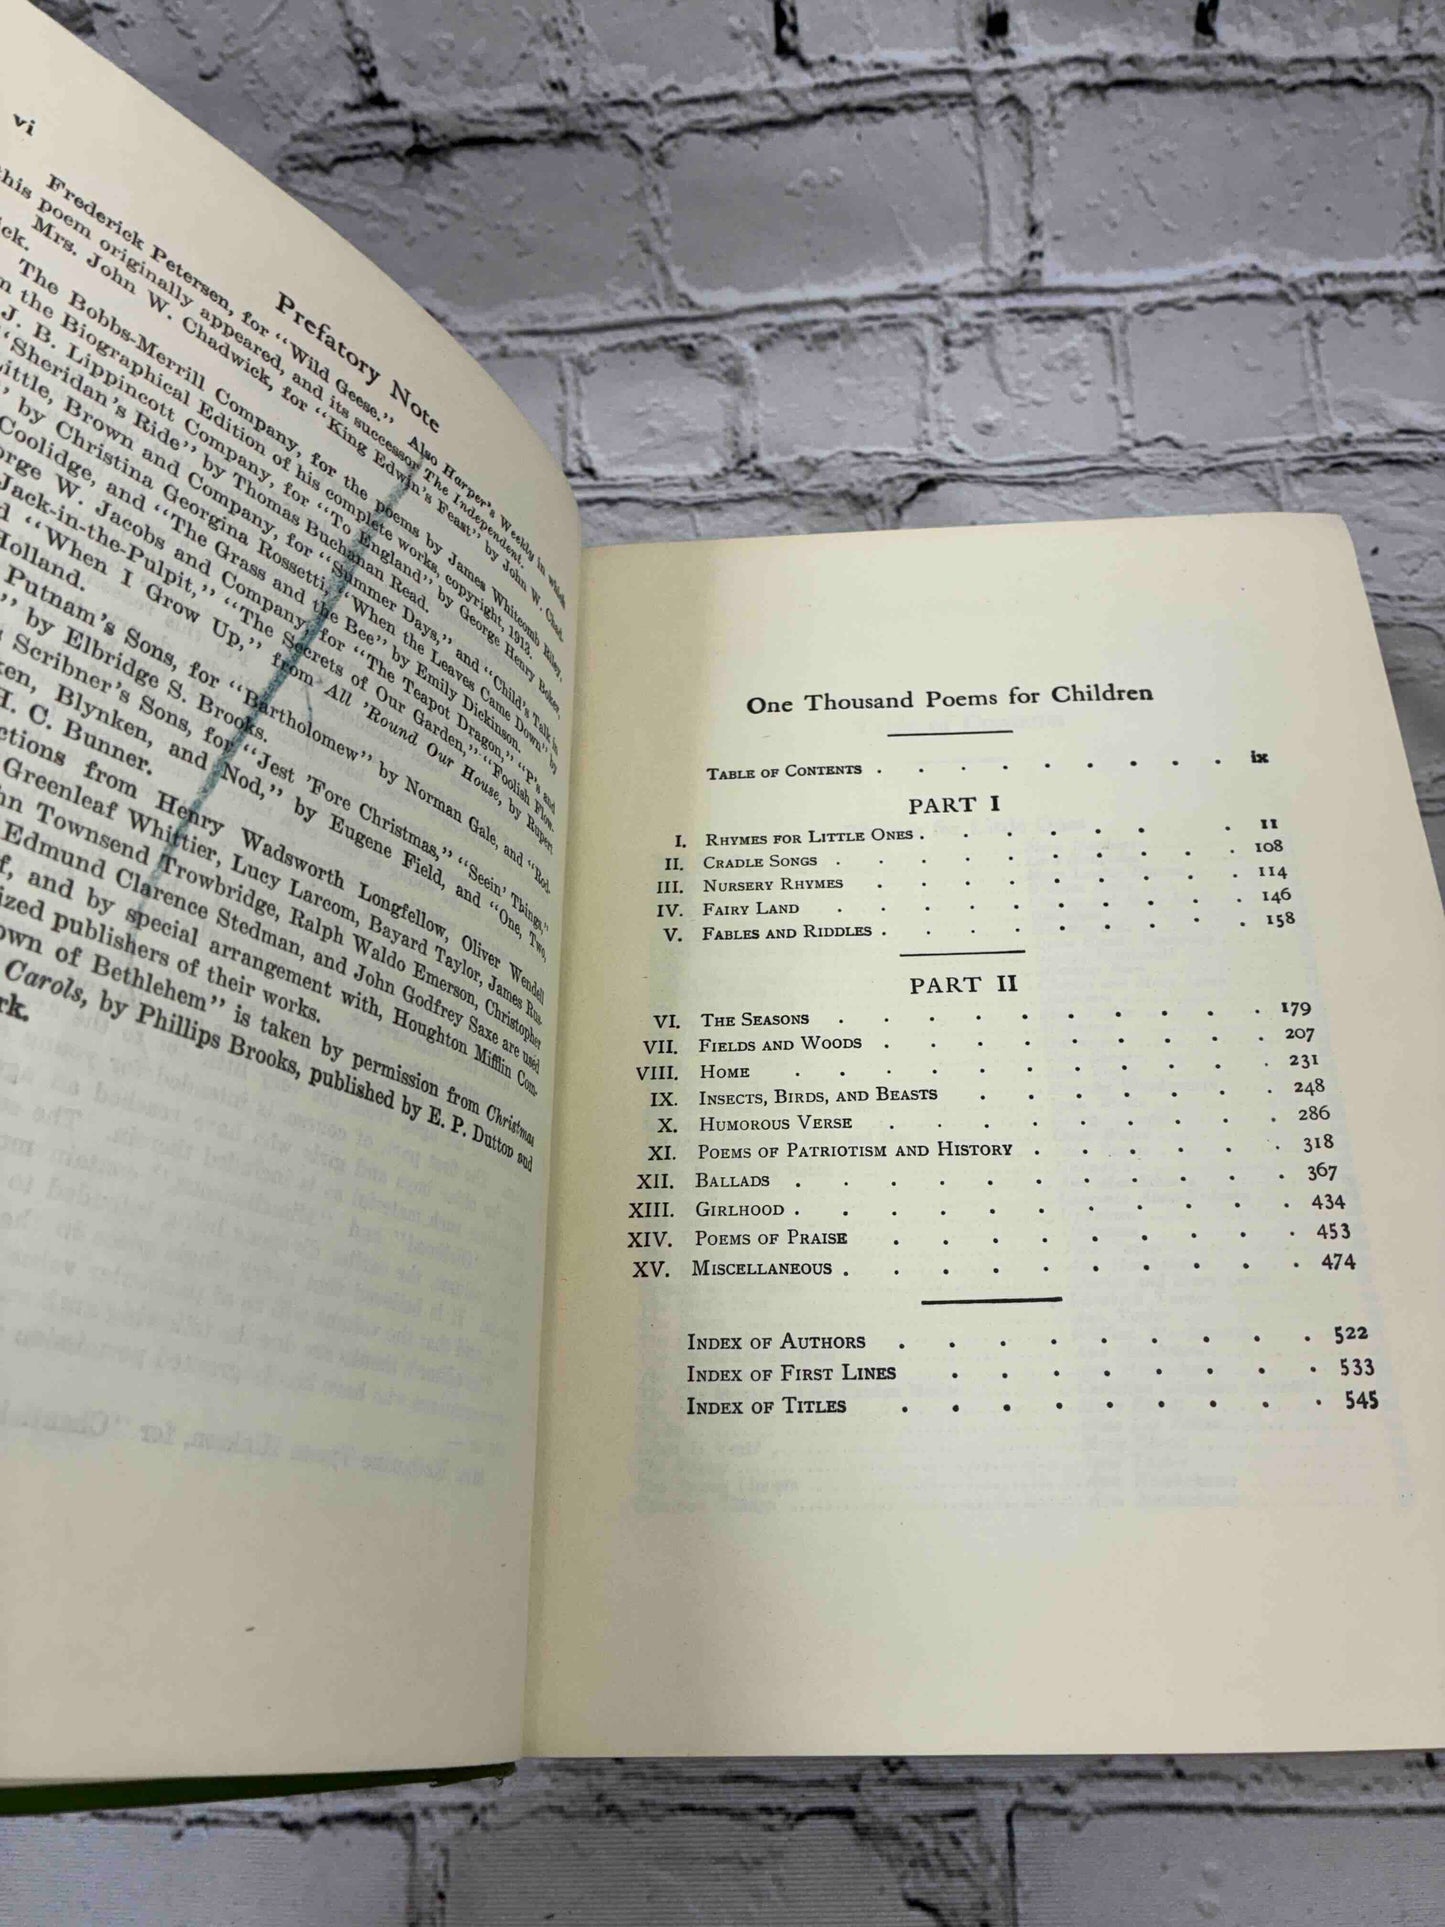 vi
Prefatory Note
Frederick Petersen, for "Wild Geese." Also Harper's Weekly in which
this poem originally appeared, and its successor The Independent.
Mrs. John W. Chadwick, for "King Edwin's Feast" by John W. Chad-
The Bobbs-Merrill Company, for the poems by James Whitcomb Riley,
the Biographical Edition of his complete works, copyright, 1913.
J. B. Lippincott Company, for "To England" by George Henry Boker,
"Sheridan's Ride" by Thomas Buchanan Read.
Little, Brown and Company, for "Summer Days," and "Child's Talk in
by Christina Georgina Rossetti, "When the Leaves Came Down" by
Coolidge, and "The Grass and the Bee" by Emily Dickinson.
W. Jacobs and Company, for "The Teapot Dragon," "P's and
Jack-in-the-Pulpit," "The Secrets of Our Garden," "Foolish Flow-
"When I Grow Up," from All 'Round Our House, by Rupert
Holland.
Putnam's Sons, for "Bartholomew" by Norman Gale, and "Rod-
" by Elbridge S. Brooks.
Scribner's Sons, for "Jest 'Fore Christmas," "Seein' Things,"
Blynken, and Nod," by Eugene Field, and "One, Two,
H. C. Bunner.
from Henry Wadsworth Longfellow, Oliver Wendell
Greenleaf Whittier, Lucy Larcom, Bayard Taylor, James Rus-
Townsend Trowbridge, Ralph Waldo Emerson, Christopher
Edmund Clarence Stedman, and John Godfrey Saxe are used
and by special arrangement with, Houghton Mifflin Com-
publishers of their works.
of Bethlehem" is taken by permission from Christmas
Carols, by Phillips Brooks, published by E. P. Dutton and
One Thousand Poems for Children
TABLE OF CONTENTS . . . . . . . . . ix
PART I
I. RHYMES FOR LITTLE ONES . . . . . . . . 11
II. CRADLE SONGS . . . . . . . . . . 108
III. NURSERY RHYMES . . . . . . . . . 114
IV. FAIRY LAND . . . . . . . . . . 146
V. FABLES AND RIDDLES . . . . . . . . . 158
PART II
VI. THE SEASONS . . . . . . . . . . 179
VII. FIELDS AND WOODS . . . . . . . . . 207
VIII. HOME . . . . . . . . . . 231
IX. INSECTS, BIRDS, AND BEASTS . . . . . . . 248
X. HUMOROUS VERSE . . . . . . . . . 286
XI. POEMS OF PATRIOTISM AND HISTORY . . . . . . 318
XII. BALLADS . . . . . . . . . . . 367
XIII. GIRLHOOD . . . . . . . . . . . 434
XIV. POEMS OF PRAISE . . . . . . . . . 453
XV. MISCELLANEOUS . . . . . . . . . . 474
INDEX OF AUTHORS . . . . . . . . . 522
INDEX OF FIRST LINES . . . . . . . . 533
INDEX OF TITLES . . . . . . . . . 545